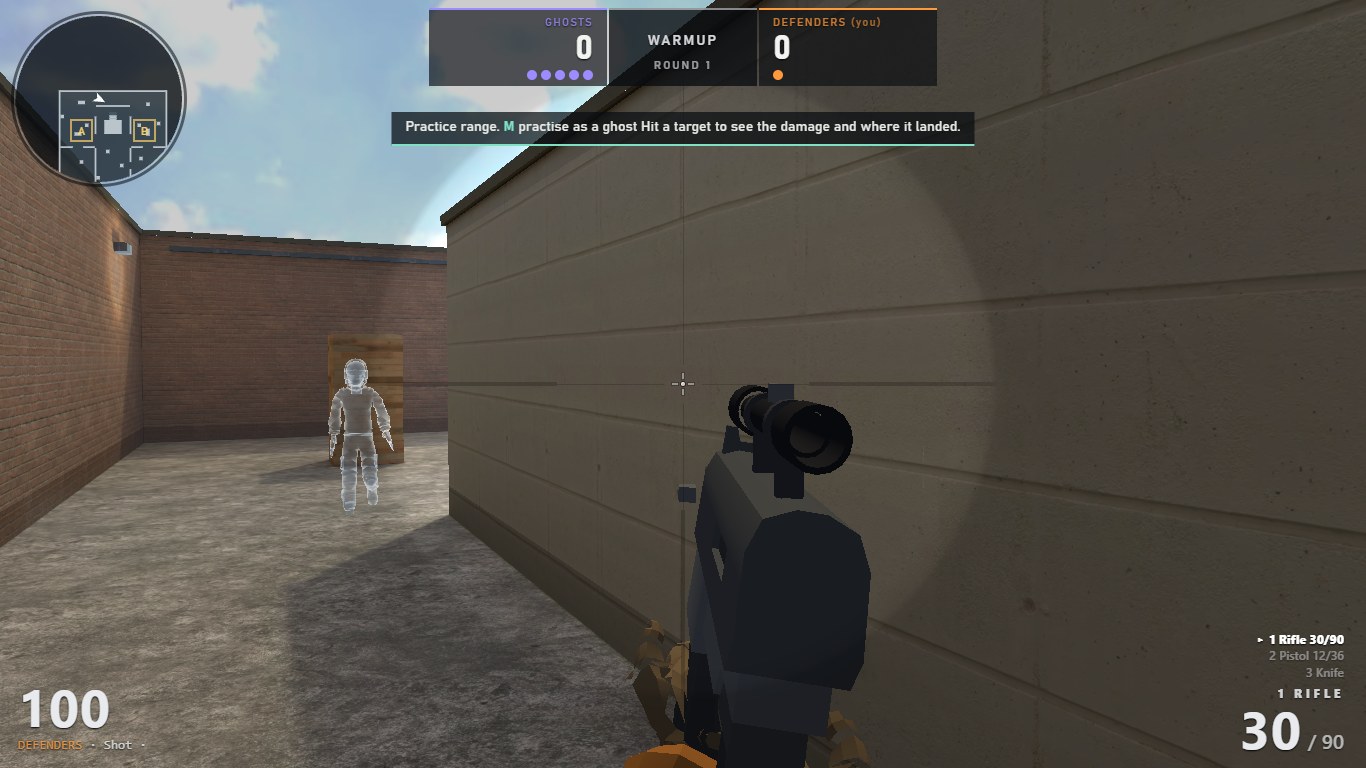 GHOSTS
0
WARMUP
ROUND 1
DEFENDERS (you)
0
Practice range. M practise as a ghost Hit a target to see the damage and where it landed.
A
B
▸ 1 Rifle 30/90
2 Pistol 12/36
3 Knife
1 RIFLE
30 / 90
100
DEFENDERS · Shot ·